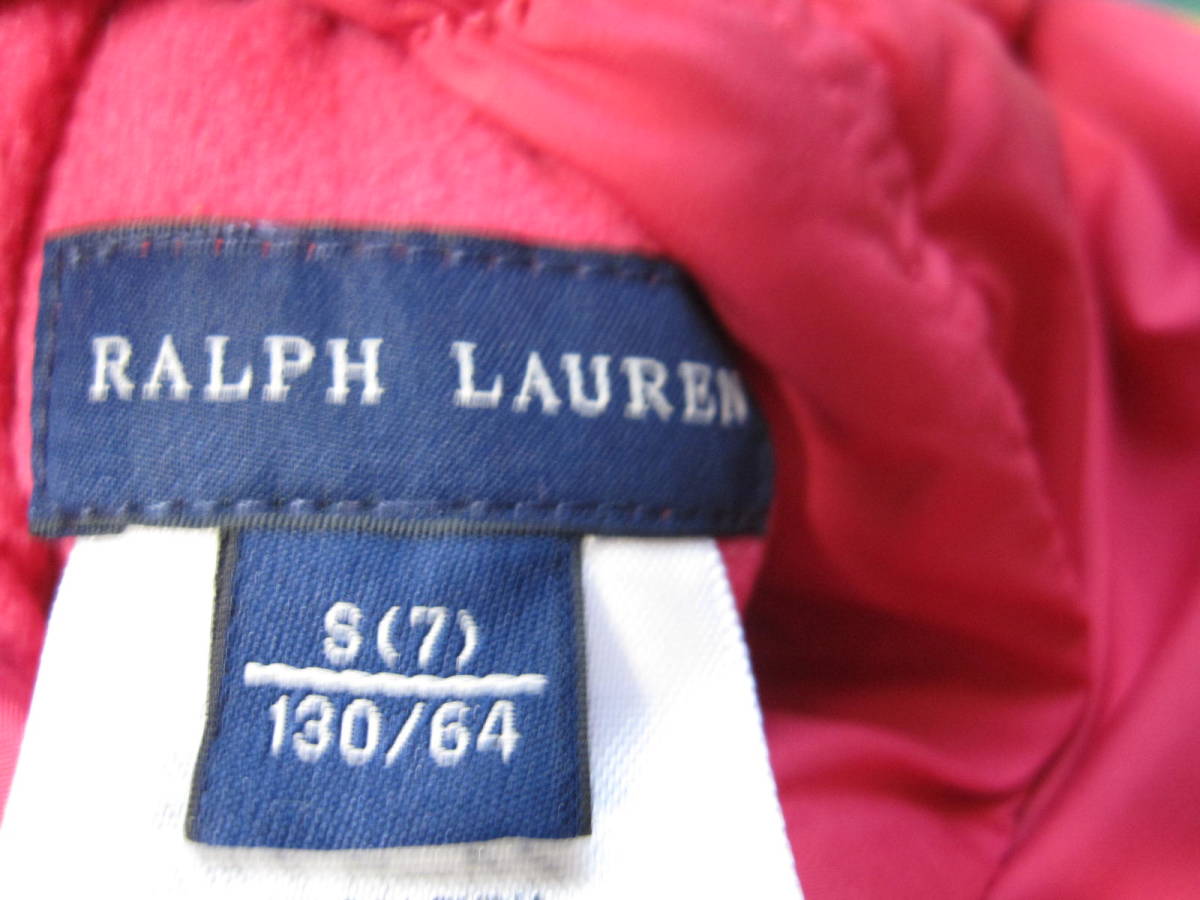 RALPH LAUREN
S(7)
130/64